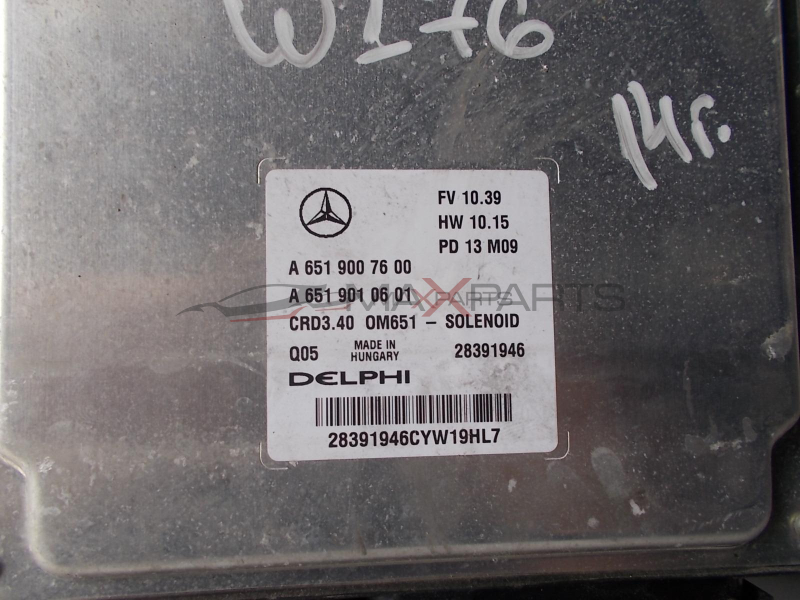 W176
14г.
FV 10.39
HW 10.15
PD 13 M09
A 651 900 76 00
A 651 901 06 01
MAXPARTS
CRD3.40 OM651 – SOLENOID
Q05 MADE IN HUNGARY 28391946
DELPHI
28391946CYW19HL7